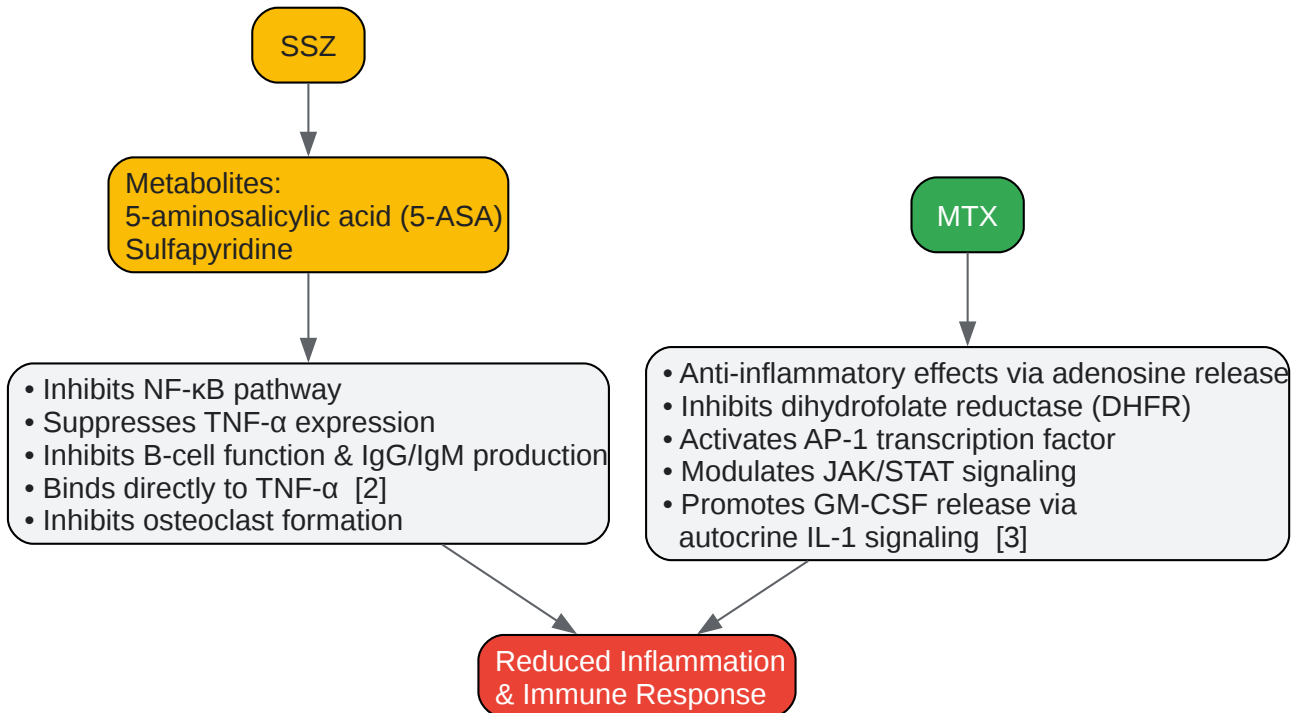 SSZ
Metabolites:
5-aminosalicylic acid (5-ASA)
Sulfapyridine
MTX
• Inhibits NF-κB pathway
• Suppresses TNF-α expression
• Inhibits B-cell function & IgG/IgM production
• Binds directly to TNF-α [2]
• Inhibits osteoclast formation
• Anti-inflammatory effects via adenosine release
• Inhibits dihydrofolate reductase (DHFR)
• Activates AP-1 transcription factor
• Modulates JAK/STAT signaling
• Promotes GM-CSF release via
autocrine IL-1 signaling [3]
Reduced Inflammation
& Immune Response